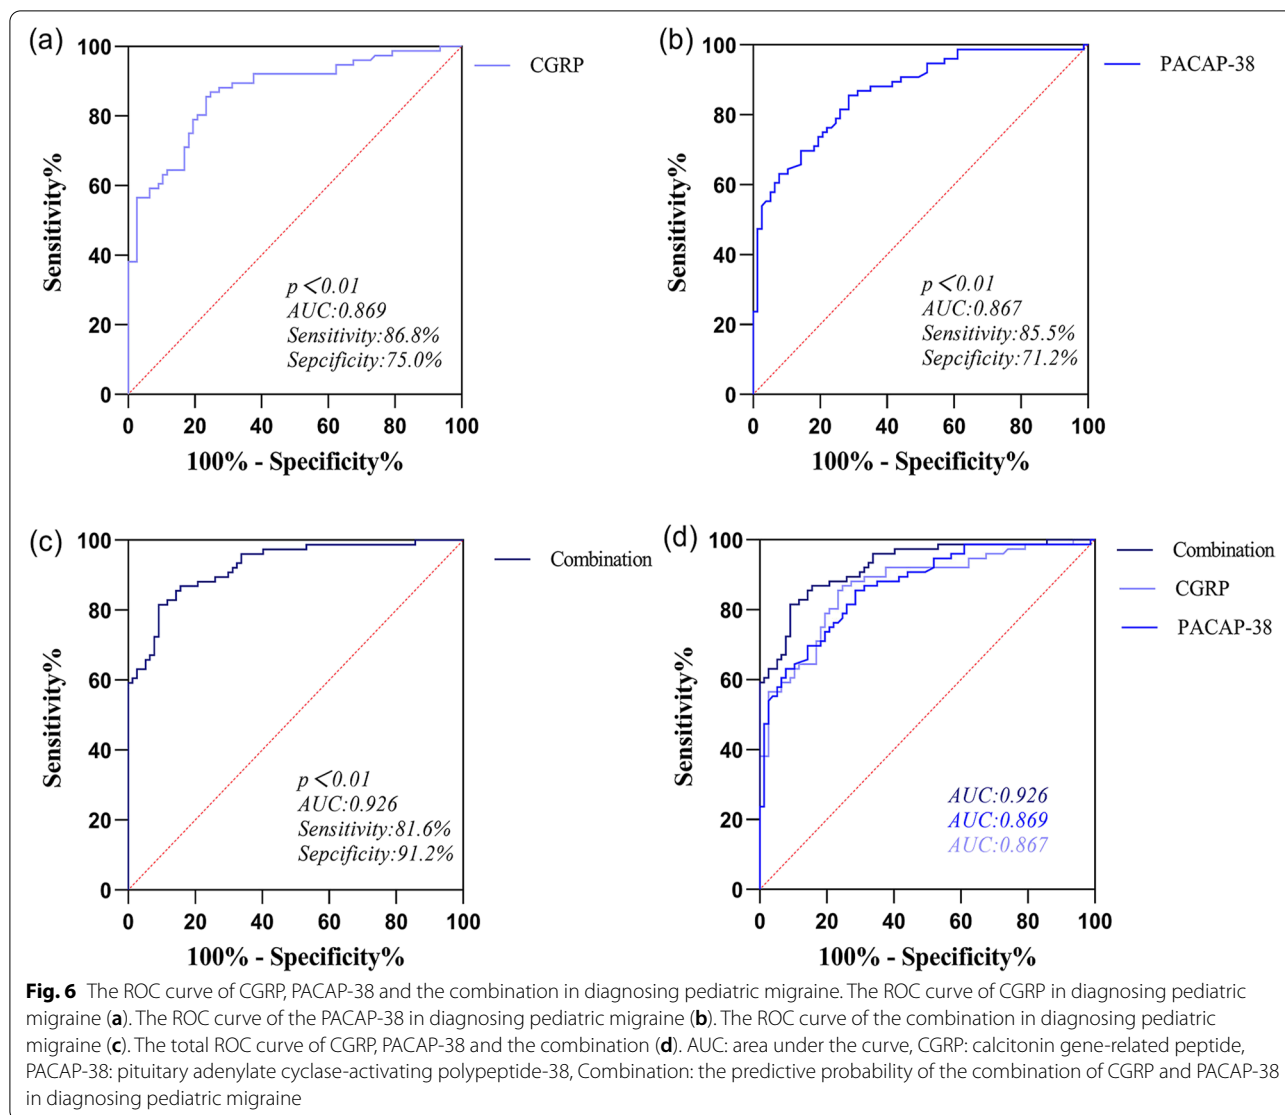 (a)
100
80
60
40
20
0
Sensitivity%
CGRP
p<0.01
AUC:0.869
Sensitivity:86.8%
Sepcificity:75.0%
0 20 40 60 80 100
100% - Specificity%
(b)
100
80
60
40
20
0
Sensitivity%
PACAP-38
p<0.01
AUC:0.867
Sensitivity:85.5%
Sepcificity:71.2%
0 20 40 60 80 100
100% - Specificity%
(c)
100
80
60
40
20
0
Sensitivity%
Combination
p<0.01
AUC:0.926
Sensitivity:81.6%
Sepcificity:91.2%
0 20 40 60 80 100
100% - Specificity%
(d)
100
80
60
40
20
0
Sensitivity%
Combination
CGRP
PACAP-38
AUC:0.926
AUC:0.869
AUC:0.867
0 20 40 60 80 100
100% - Specificity%
Fig. 6 The ROC curve of CGRP, PACAP-38 and the combination in diagnosing pediatric migraine. The ROC curve of CGRP in diagnosing pediatric
migraine (a). The ROC curve of the PACAP-38 in diagnosing pediatric migraine (b). The ROC curve of the combination in diagnosing pediatric
migraine (c). The total ROC curve of CGRP, PACAP-38 and the combination (d). AUC: area under the curve, CGRP: calcitonin gene-related peptide,
PACAP-38: pituitary adenylate cyclase-activating polypeptide-38, Combination: the predictive probability of the combination of CGRP and PACAP-38
in diagnosing pediatric migraine